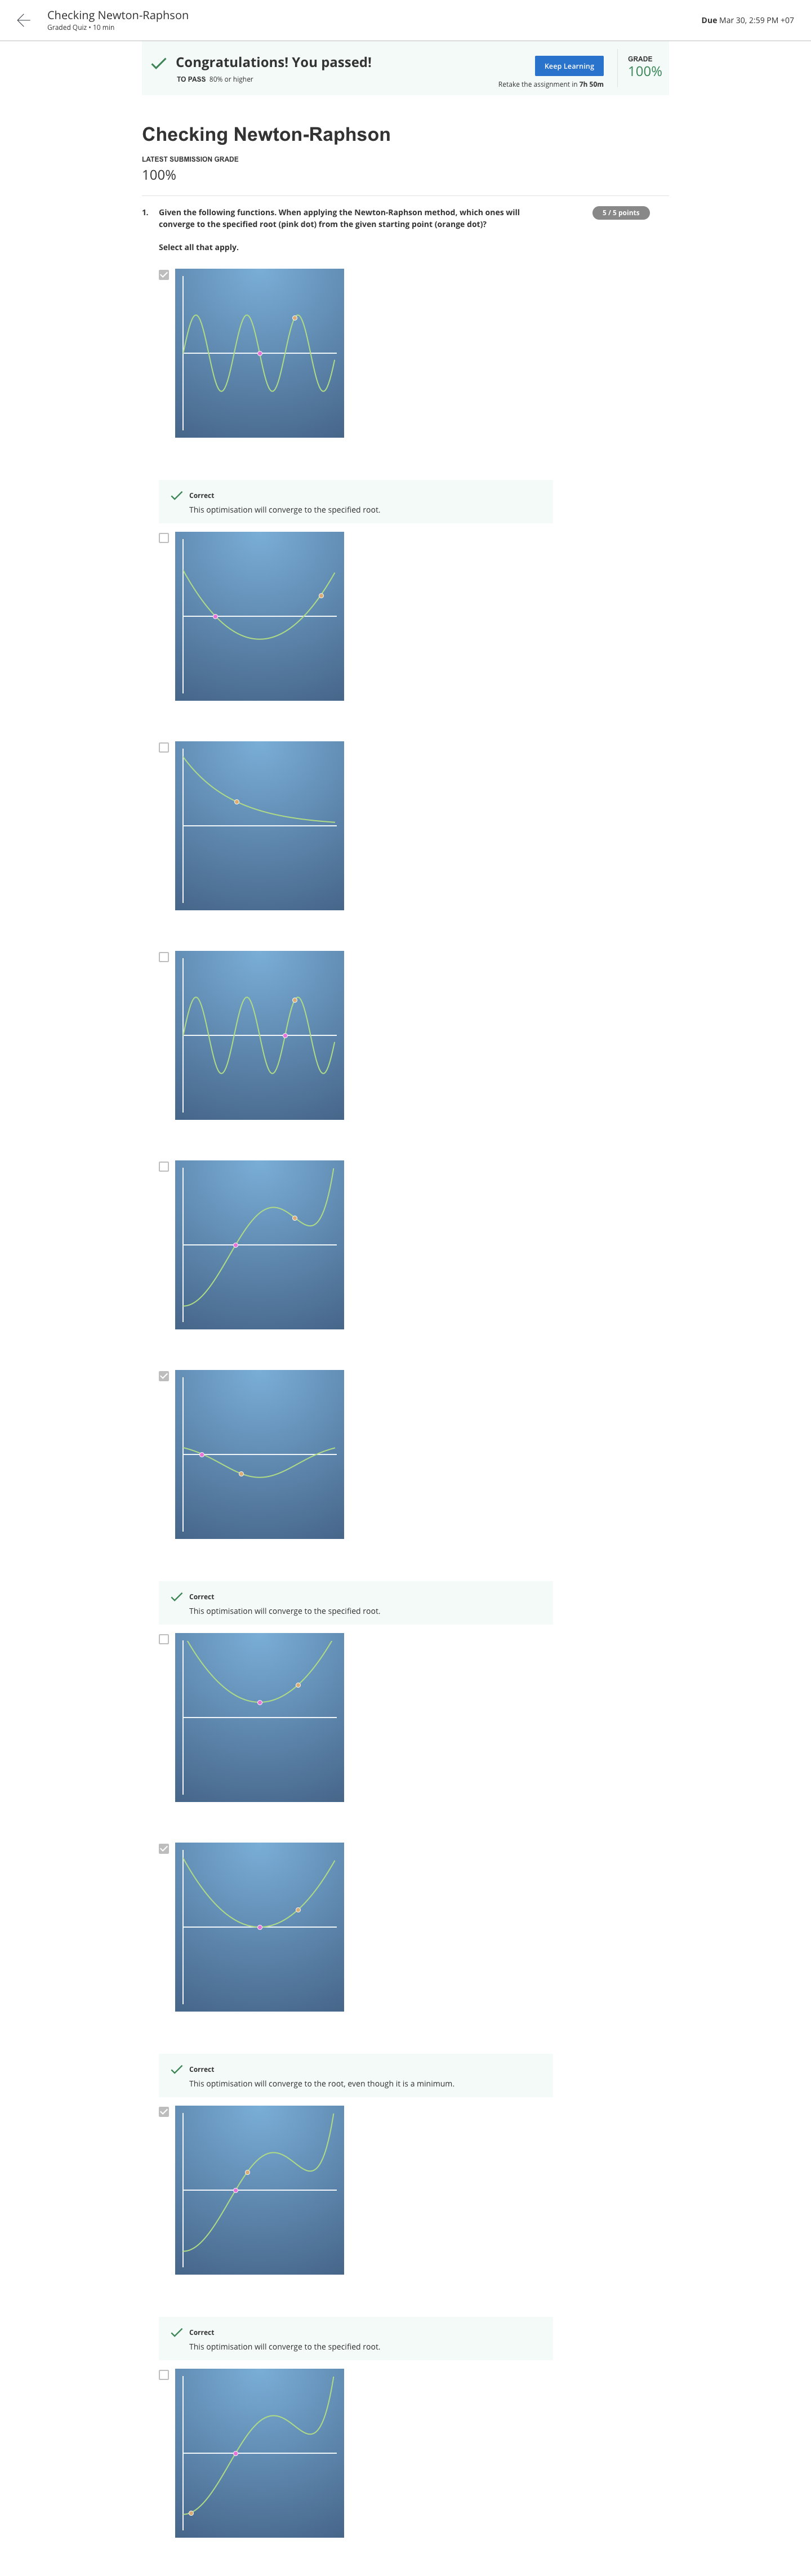 Checking Newton-Raphson
Graded Quiz • 10 min
Due Mar 30, 2:59 PM +07
Congratulations! You passed!
TO PASS 80% or higher
Keep Learning
Retake the assignment in 7h 50m
GRADE
100%
Checking Newton-Raphson
LATEST SUBMISSION GRADE
100%
1. Given the following functions. When applying the Newton-Raphson method, which ones will
converge to the specified root (pink dot) from the given starting point (orange dot)?
5 / 5 points
Select all that apply.
Correct
This optimisation will converge to the specified root.
Correct
This optimisation will converge to the specified root.
Correct
This optimisation will converge to the root, even though it is a minimum.
Correct
This optimisation will converge to the specified root.